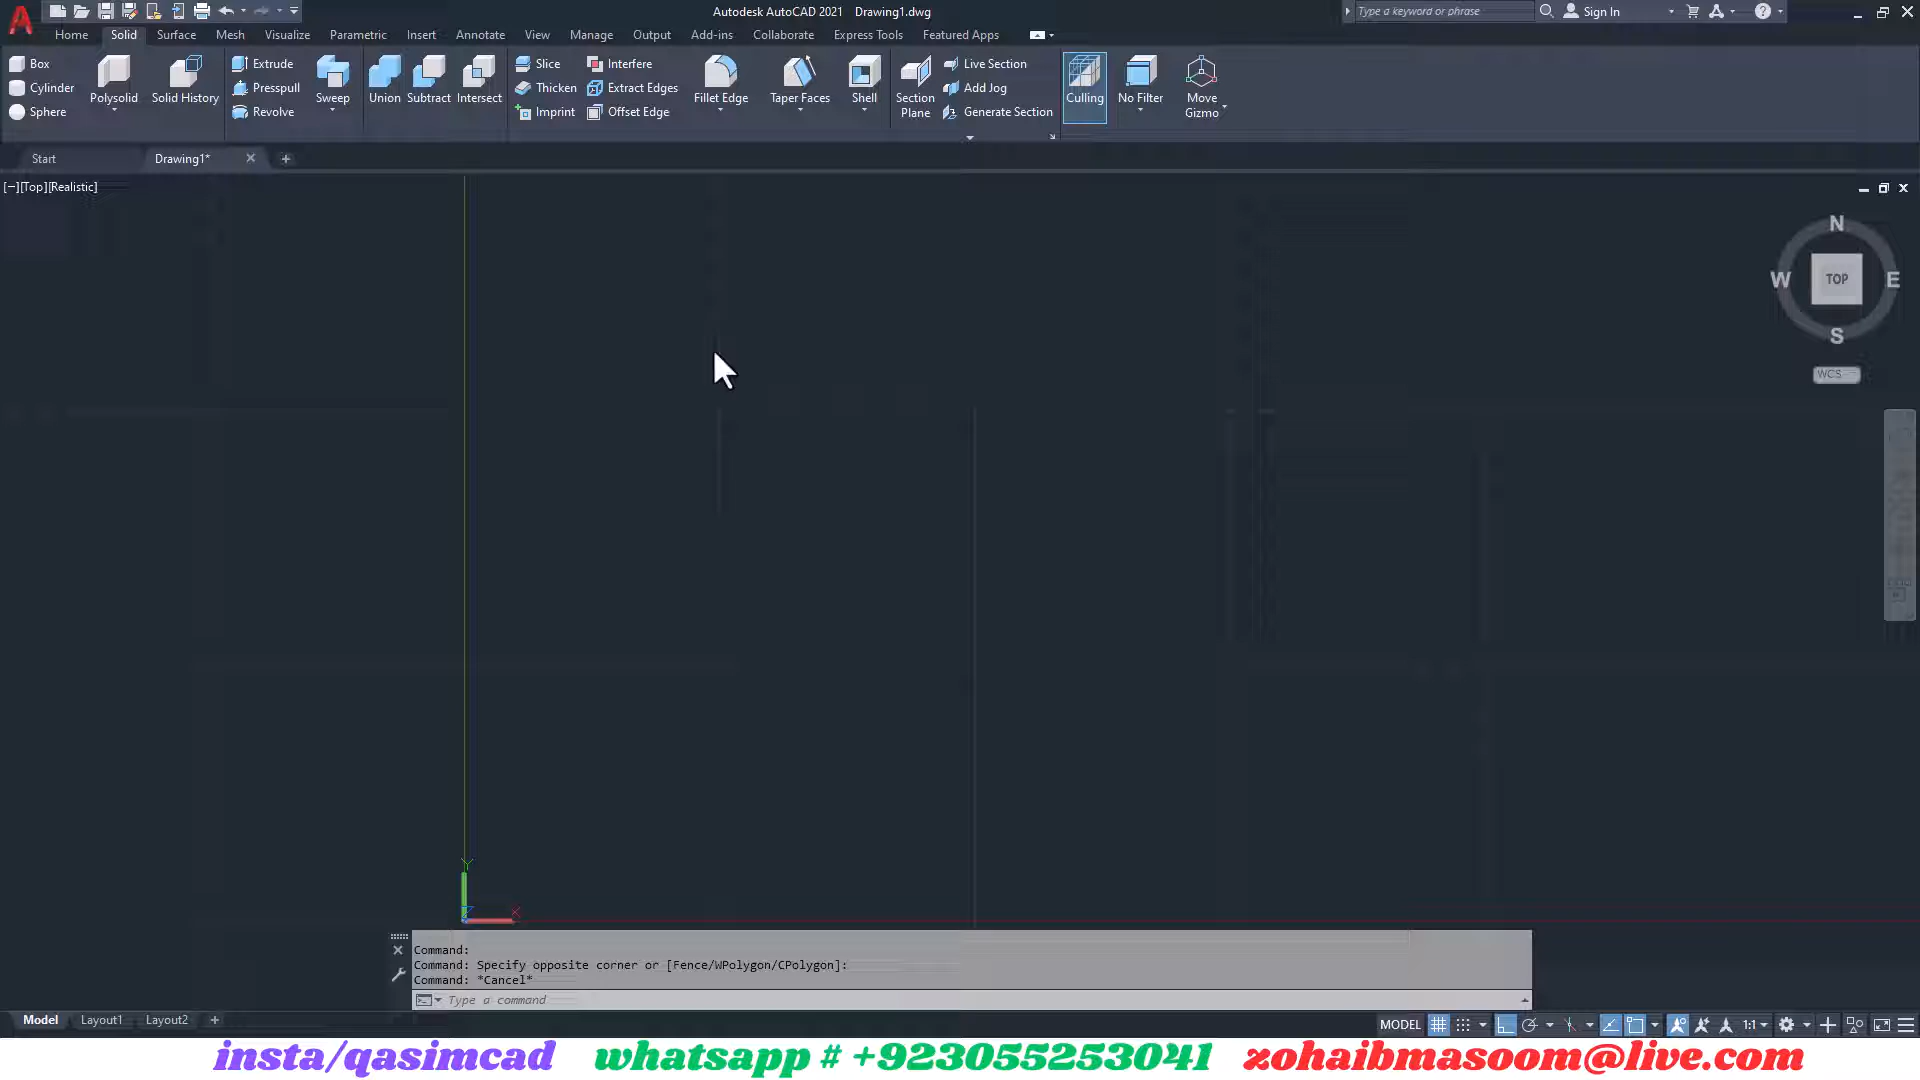 Autodesk AutoCAD 2021 Drawing1.dwg
Type a keyword or phrase
Sign In
Home Solid Surface Mesh Visualize Parametric Insert Annotate View Manage Output Add-ins Collaborate Express Tools Featured Apps
Box
Cylinder
Sphere
Polysolid
Solid History
Extrude
Presspull
Revolve
Sweep
Union
Subtract
Intersect
Slice
Thicken
Imprint
Interfere
Extract Edges
Offset Edge
Fillet Edge
Taper Faces
Shell
Section
Plane
Live Section
Add Jog
Generate Section
Culling
No Filter
Move
Gizmo
Start
Drawing1*
[−][Top][Realistic]
N
W
TOP
E
S
WCS
Y
X
Command:
Command: Specify opposite corner or [Fence/WPolygon/CPolygon]:
Command: *Cancel*
Type a command
Model Layout1 Layout2
MODEL
1:1
insta/qasimcad whatsapp # +923055253041 zohaibmasoom@live.com